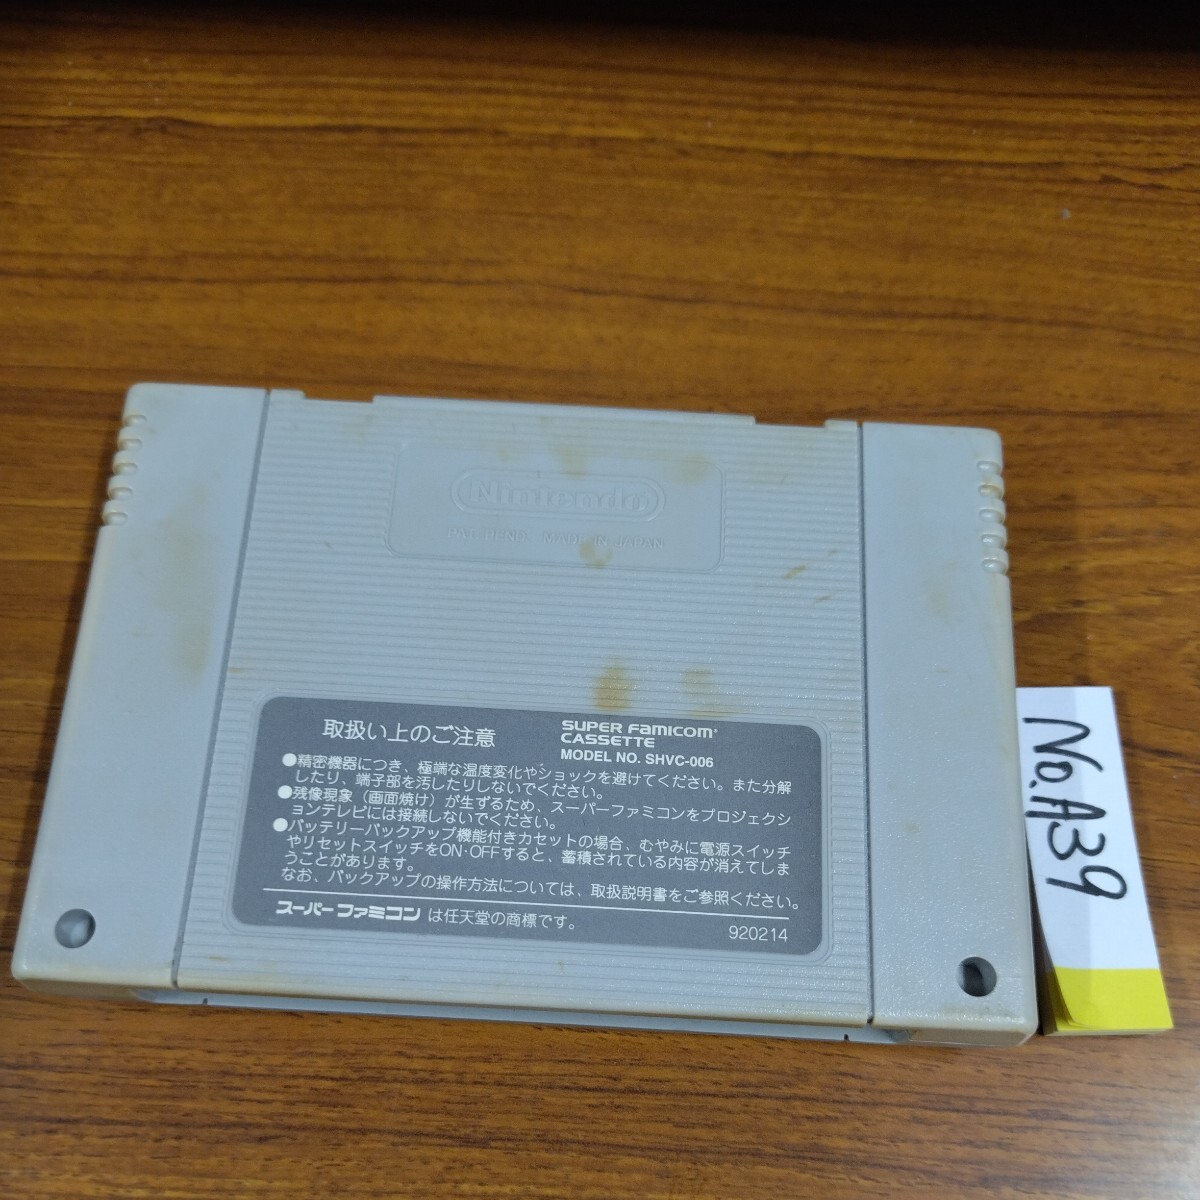 Nintendo
PAT. PEND. MADE IN JAPAN
取扱い上のご注意
SUPER FAMICOM
CASSETTE
MODEL NO. SHVC-006
●精密機器につき、極端な温度変化やショックを避けてください。また分解
したり、端子部を汚したりしないでください。
●残像現象（画面焼け）が生ずるため、スーパーファミコンをプロジェクシ
ョンテレビには接続しないでください。
●バッテリーバックアップ機能付きカセットの場合、むやみに電源スイッチ
やリセットスイッチをON・OFFすると、蓄積されている内容が消えてしま
うことがあります。
なお、バックアップの操作方法については、取扱説明書をご参照ください。
スーパーファミコン は任天堂の商標です。
920214
No.A39